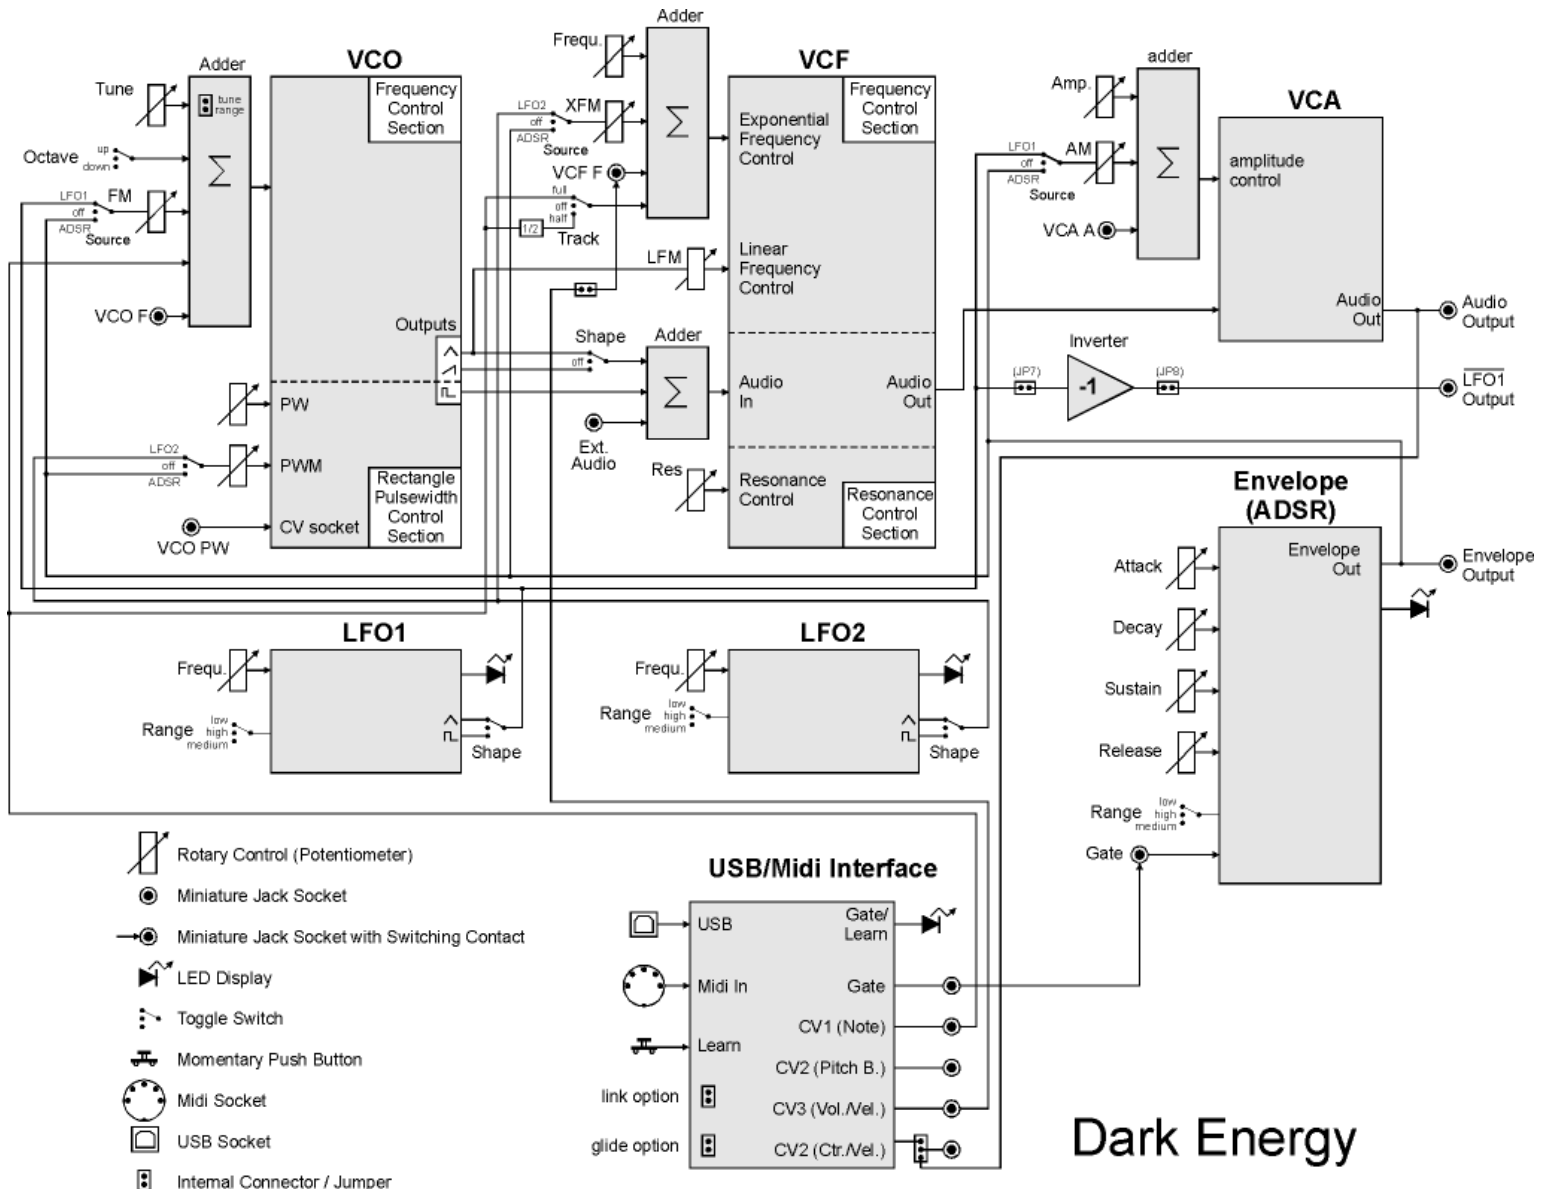 Adder
Frequ.
VCO
VCF
Adder
adder
Tune
tune
range
Frequency
Control
Section
LFO2
off
ADSR
XFM
Source
Σ
Exponential
Frequency
Control
Frequency
Control
Section
Amp.
VCA
Octave
up
down
Σ
VCF F
LFO1
off
ADSR
AM
Source
Σ
amplitude
control
LFO1
off
ADSR
FM
Source
full
off
half
1/2
Track
VCA A
LFM
Linear
Frequency
Control
VCO F
Outputs
Audio
Out
Audio
Output
Shape
off
Adder
Inverter
(JP7)
-1
(JP8)
LFO1
Output
PW
Σ
Audio
In
Audio
Out
Ext.
Audio
LFO2
off
ADSR
PWM
Res
Resonance
Control
Resonance
Control
Section
Rectangle
Pulsewidth
Control
Section
CV socket
VCO PW
Envelope
(ADSR)
Envelope
Out
Envelope
Output
Attack
Decay
Sustain
Release
Range
low
high
medium
Gate
LFO1
Frequ.
Range
low
high
medium
Shape
LFO2
Frequ.
Range
low
high
medium
Shape
Rotary Control (Potentiometer)
Miniature Jack Socket
Miniature Jack Socket with Switching Contact
LED Display
Toggle Switch
Momentary Push Button
Midi Socket
USB Socket
Internal Connector / Jumper
USB/Midi Interface
USB
Gate/
Learn
Midi In
Gate
CV1 (Note)
Learn
CV2 (Pitch B.)
link option
CV3 (Vol./Vel.)
glide option
CV2 (Ctr./Vel.)
Dark Energy